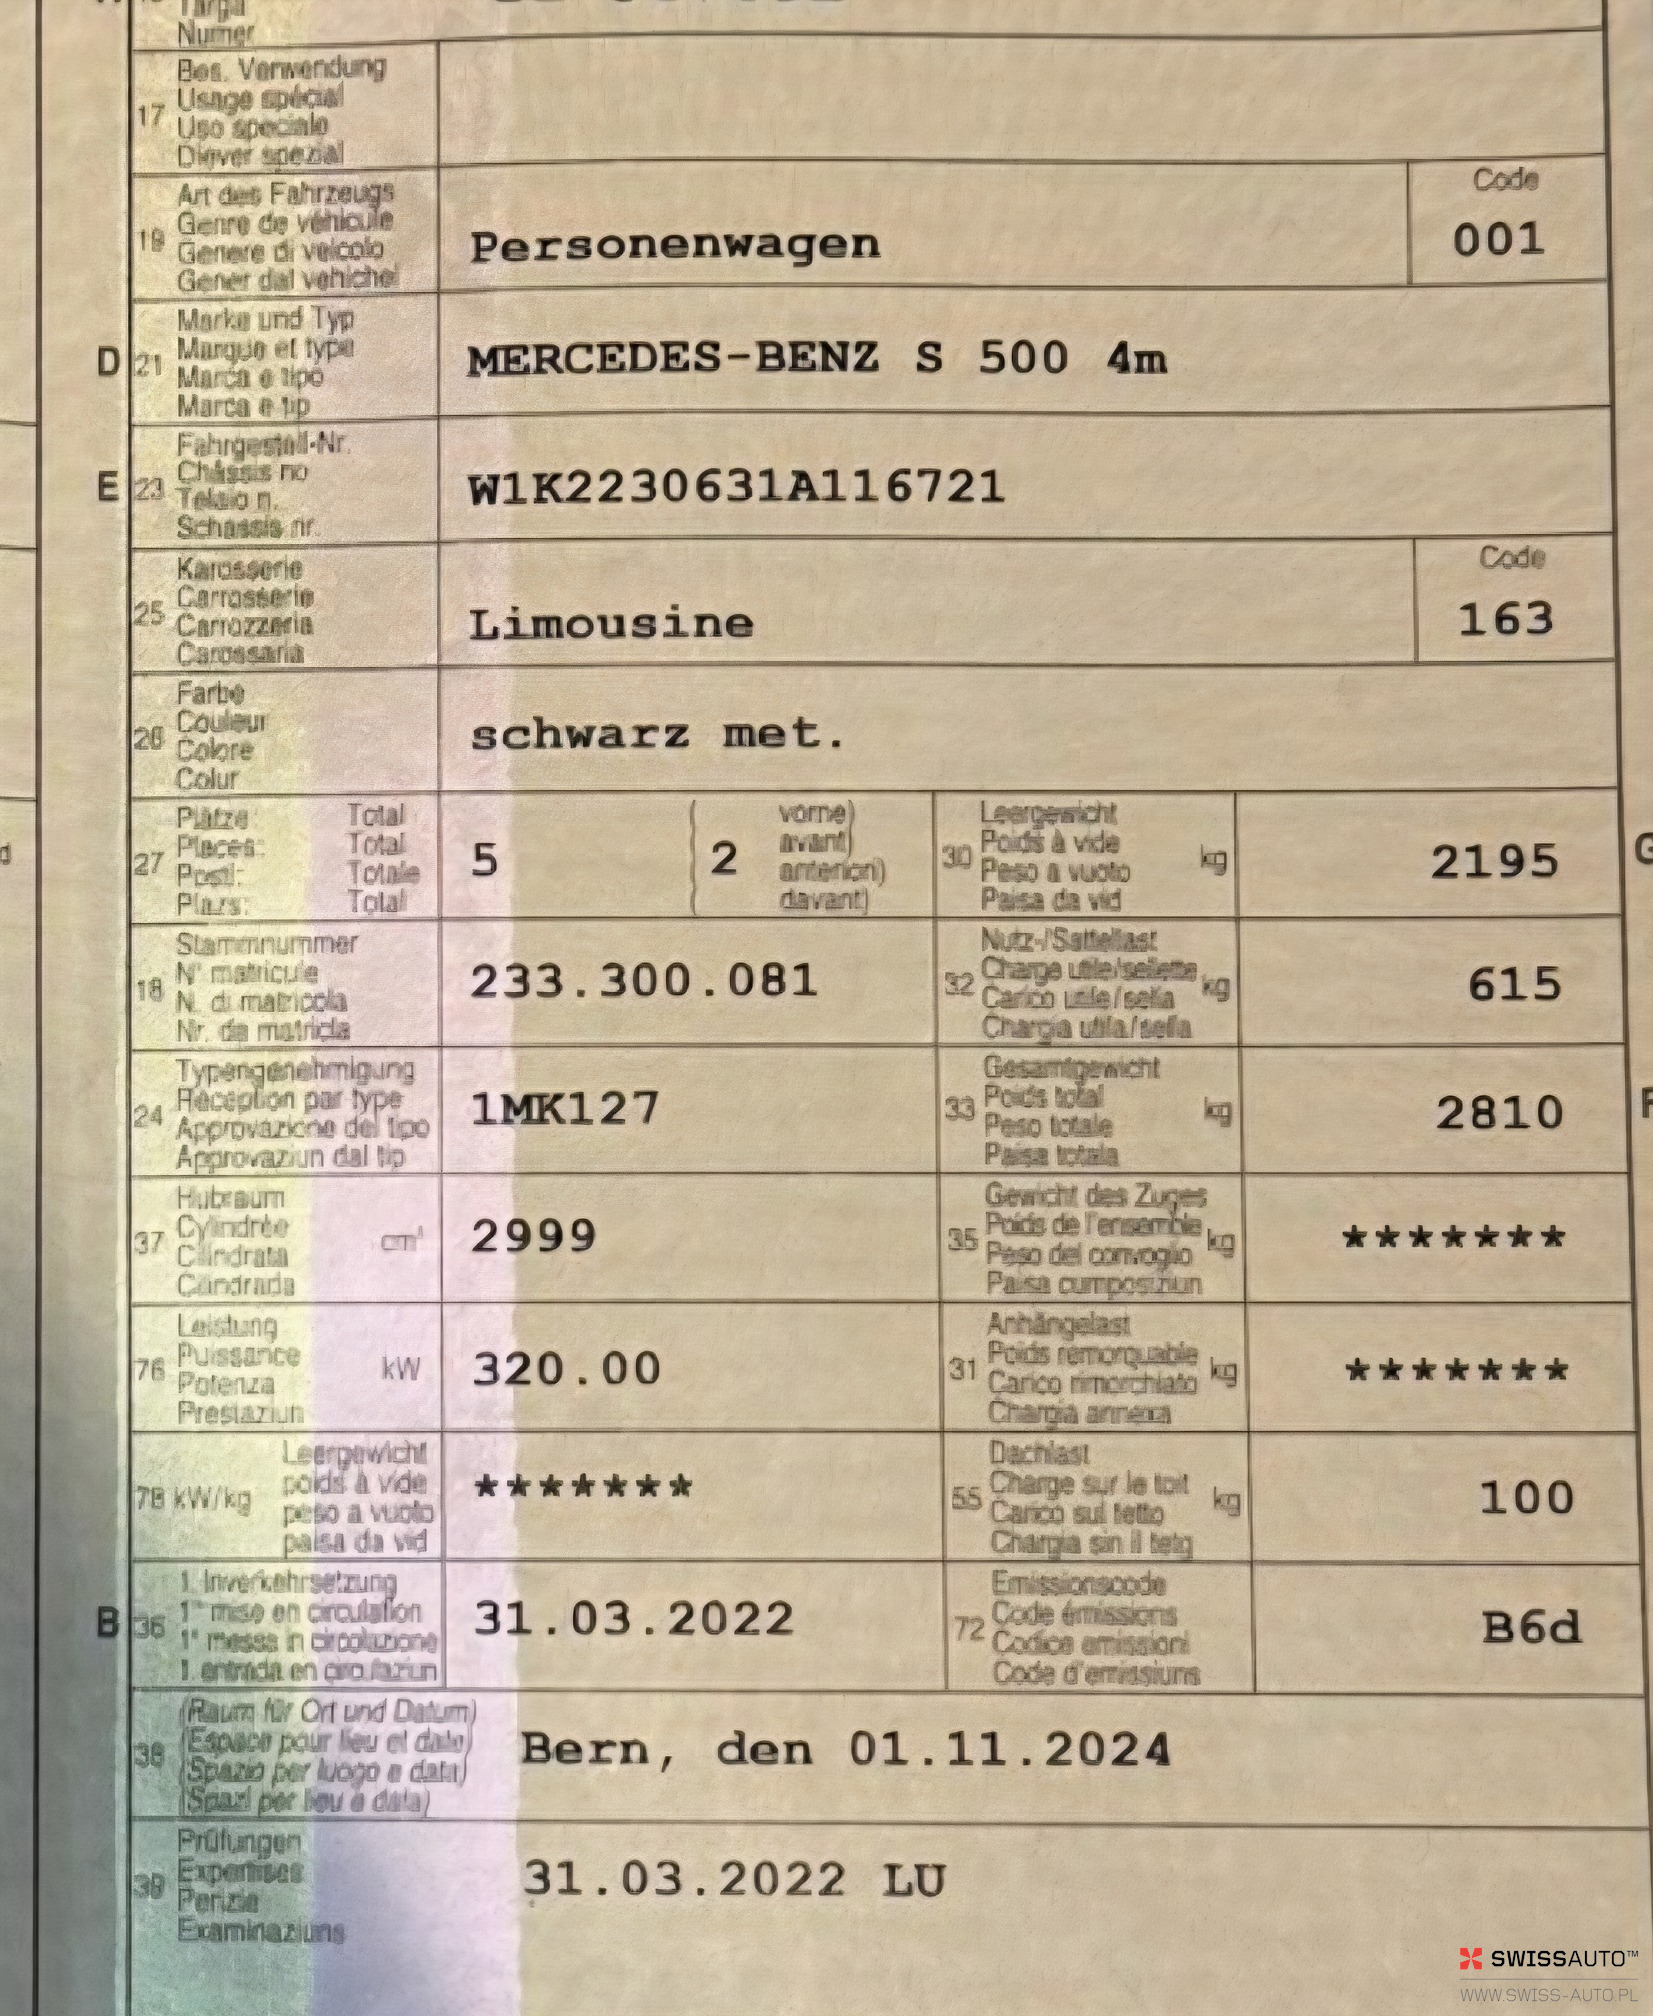 Targa
Numer
17 Bes. Verwendung
Usage spécial
Uso speciale
Diever spezial
19 Art des Fahrzeugs
Genre de véhicule
Genere di veicolo
Gener dal vehichel
Personenwagen
Code
001
D 21 Marke und Typ
Marque et type
Marca e tipo
Marca e tip
MERCEDES-BENZ S 500 4m
E 23 Fahrgestell-Nr.
Châssis no
Telaio n.
Schassis nr.
W1K2230631A116721
25 Karosserie
Carrosserie
Carrozzeria
Carossaria
Limousine
Code
163
26 Farbe
Couleur
Colore
Colur
schwarz met.
27 Plätze: Total
Places: Total
Posti: Totale
Plazs: Total
5 ( 2 vorne)
avant)
anteriori)
davant)
30 Leergewicht
Poids à vide
Peso a vuoto
Paisa da vid
kg
2195
G
18 Stammnummer
N° matricule
N. di matricola
Nr. da matricla
233.300.081
32 Nutz-/Sattellast
Charge utile/sellette
Carico utile/sella
Chargia utila/sella
kg
615
24 Typengenehmigung
Réception par type
Approvazione del tipo
Approvaziun dal tip
1MK127
33 Gesamtgewicht
Poids total
Peso totale
Paisa totala
kg
2810
F
37 Hubraum
Cylindrée
Cilindrata
Cilindrada
cm³
2999
35 Gewicht des Zuges
Poids de l'ensemble
Peso del convoglio
Paisa cumposiziun
kg
*******
76 Leistung
Puissance
Potenza
Prestaziun
kW
320.00
31 Anhängelast
Poids remorquable
Carico rimorchiato
Chargia annexa
kg
*******
78 kW/kg
Leergewicht
poids à vide
peso a vuoto
paisa da vid
*******
55 Dachlast
Charge sur le toit
Carico sul tetto
Chargia sin il tetg
kg
100
B 36 1. Inverkehrsetzung
1re mise en circulation
1a messa in circolazione
1. entrada en circulaziun
31.03.2022
72 Emissionscode
Code émissions
Codice emissioni
Code d'emissiuns
B6d
38 (Raum für Ort und Datum)
(Espace pour lieu et date)
(Spazio per luogo e data)
(Spazi per lieu e data)
Bern, den 01.11.2024
39 Prüfungen
Expertises
Perizie
Examinaziuns
31.03.2022 LU
SWISSAUTO™
WWW.SWISS-AUTO.PL